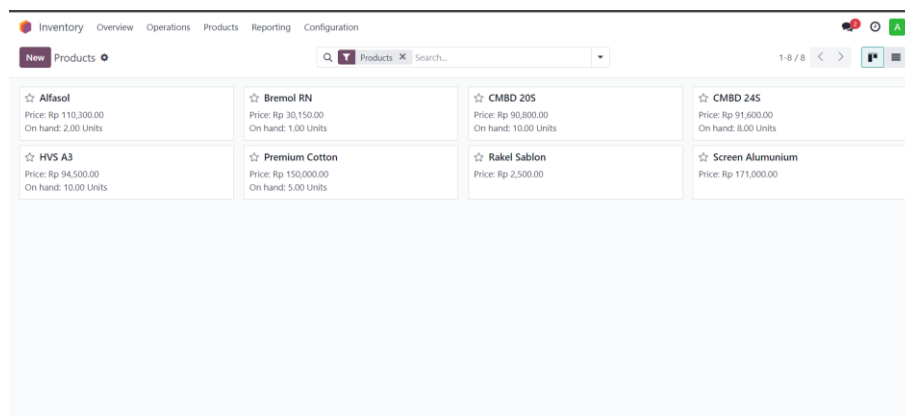 Inventory Overview Operations Products Reporting Configuration 2 A
New Products Products × Search... 1-8 / 8
Alfasol
Price: Rp 110,300.00
On hand: 2.00 Units
Bremol RN
Price: Rp 30,150.00
On hand: 1.00 Units
CMBD 20S
Price: Rp 90,800.00
On hand: 10.00 Units
CMBD 24S
Price: Rp 91,600.00
On hand: 8.00 Units
HVS A3
Price: Rp 94,500.00
On hand: 10.00 Units
Premium Cotton
Price: Rp 150,000.00
On hand: 5.00 Units
Rakel Sablon
Price: Rp 2,500.00
Screen Alumunium
Price: Rp 171,000.00